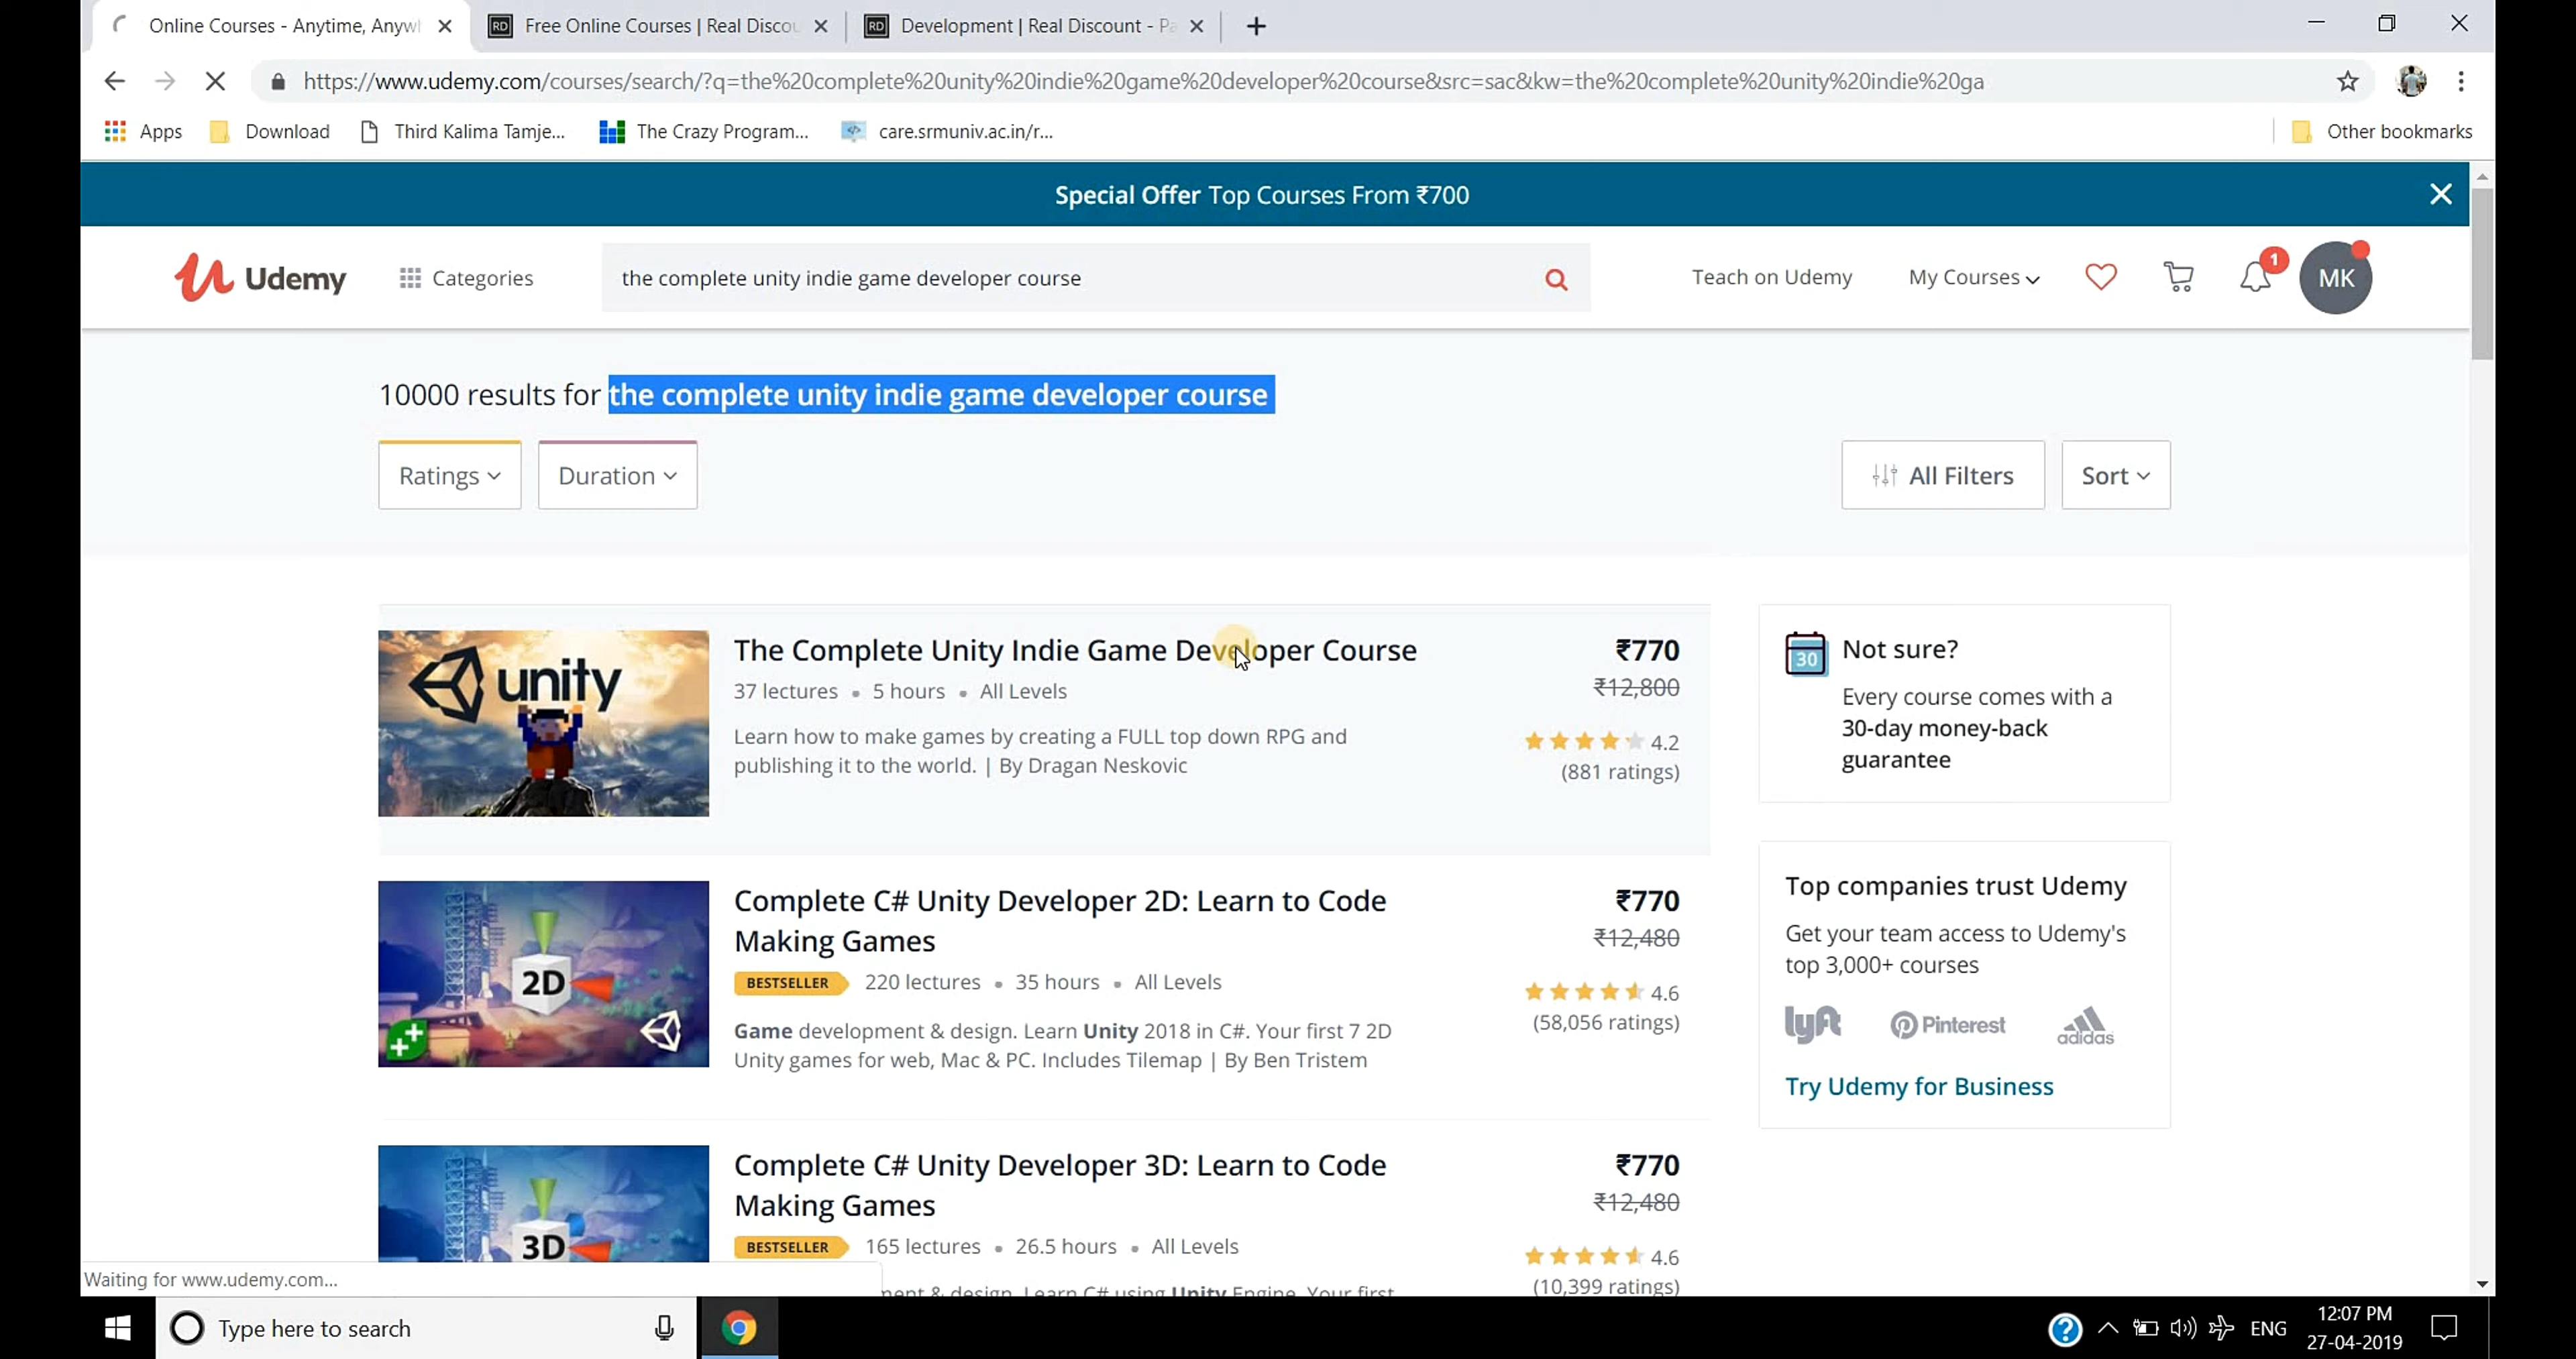 Online Courses - Anytime, Anywh
Free Online Courses | Real Discou
Development | Real Discount - Pa
https://www.udemy.com/courses/search/?q=the%20complete%20unity%20indie%20game%20developer%20course&src=sac&kw=the%20complete%20unity%20indie%20ga
Apps Download Third Kalima Tamje... The Crazy Program... care.srmuniv.ac.in/r... Other bookmarks
Special Offer Top Courses From ₹700
Udemy Categories the complete unity indie game developer course Teach on Udemy My Courses 1 MK
10000 results for the complete unity indie game developer course
Ratings Duration All Filters Sort
unity
The Complete Unity Indie Game Developer Course ₹770
37 lectures • 5 hours • All Levels ₹12,800
Learn how to make games by creating a FULL top down RPG and 4.2
publishing it to the world. | By Dragan Neskovic (881 ratings)
30 Not sure?
Every course comes with a
30-day money-back
guarantee
2D
Complete C# Unity Developer 2D: Learn to Code ₹770
Making Games ₹12,480
BESTSELLER 220 lectures • 35 hours • All Levels 4.6
Game development & design. Learn Unity 2018 in C#. Your first 7 2D (58,056 ratings)
Unity games for web, Mac & PC. Includes Tilemap | By Ben Tristem
Top companies trust Udemy
Get your team access to Udemy's
top 3,000+ courses
lyft Pinterest adidas
Try Udemy for Business
3D
Complete C# Unity Developer 3D: Learn to Code ₹770
Making Games ₹12,480
BESTSELLER 165 lectures • 26.5 hours • All Levels 4.6
ment & design. Learn C# using Unity Engine. Your first (10,399 ratings)
Waiting for www.udemy.com...
Type here to search ENG 12:07 PM
27-04-2019